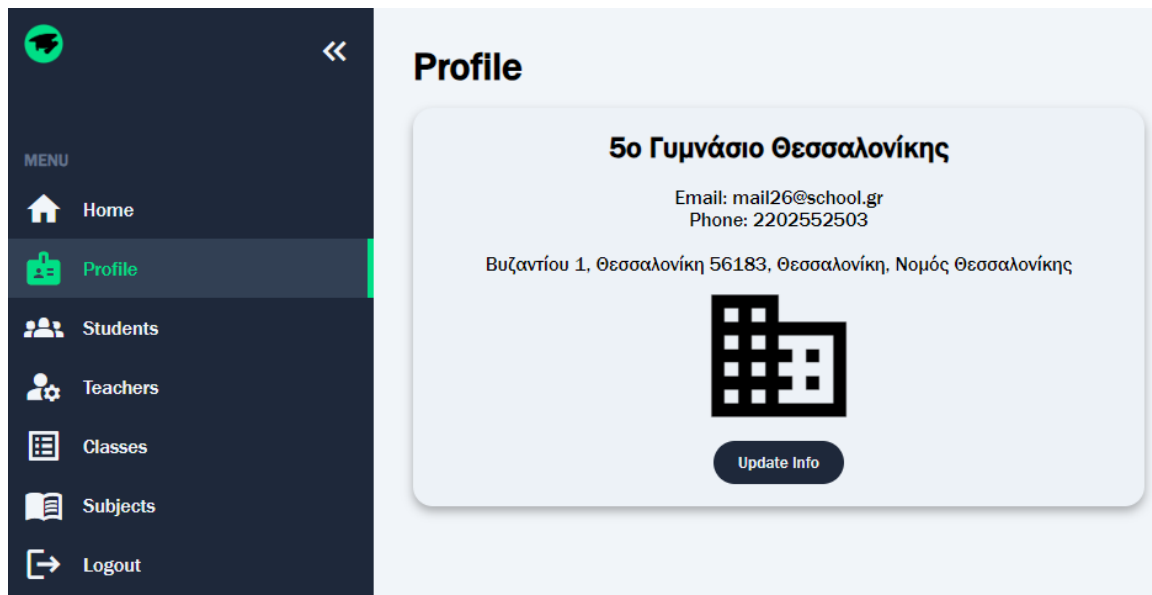 MENU
Home
Profile
Students
Teachers
Classes
Subjects
Logout
Profile
5ο Γυμνάσιο Θεσσαλονίκης
Email: mail26@school.gr
Phone: 2202552503
Βυζαντίου 1, Θεσσαλονίκη 56183, Θεσσαλονίκη, Νομός Θεσσαλονίκης
Update Info